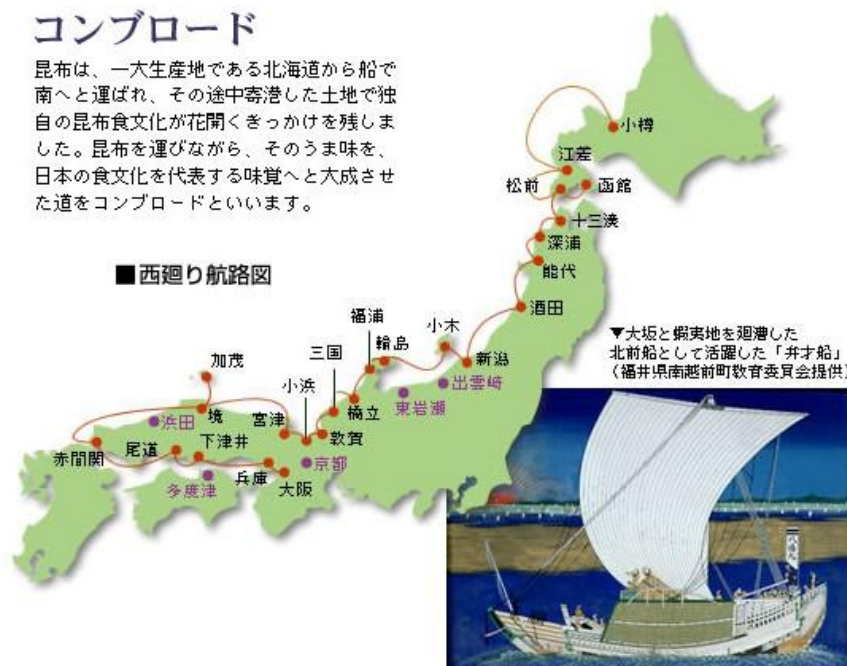 コンブロード
昆布は、一大生産地である北海道から船で
南へと運ばれ、その途中寄港した土地で独
自の昆布食文化が花開くきっかけを残しま
した。昆布を運びながら、そのうま味を、
日本の食文化を代表する味覚へと大成させ
た道をコンブロードといいます。
■西廻り航路図
小樽
江差
松前
函館
十三湊
深浦
能代
酒田
▼大坂と蝦夷地を廻漕した
北前船として活躍した「弁才船」
(福井県南越前町教育委員会提供)
小木
新潟
出雲崎
福浦
輪島
東岩瀬
三国
橋立
加茂
小浜
敦賀
宮津
境
浜田
京都
赤間関
尾道
下津井
多度津
兵庫
大阪